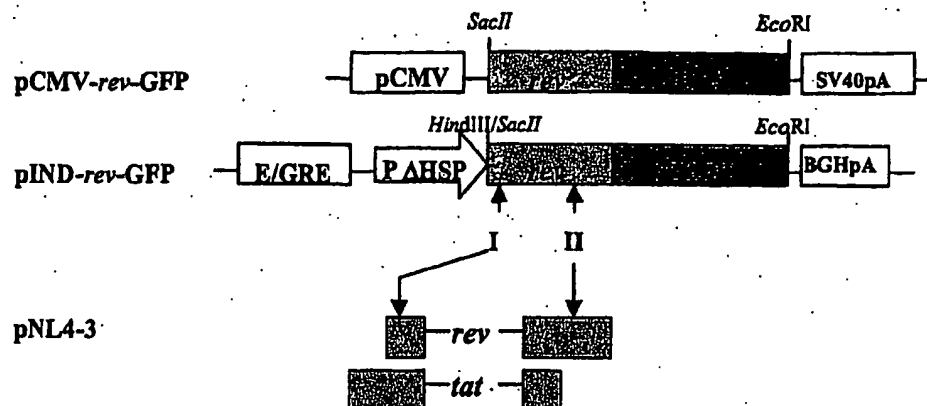 SacII EcoRI
pCMV-rev-GFP pCMV rev SV40pA
HindIII/SacII EcoRI
pIND-rev-GFP E/GRE P ΔHSP rev BGHpA
I II
pNL4-3 rev
tat